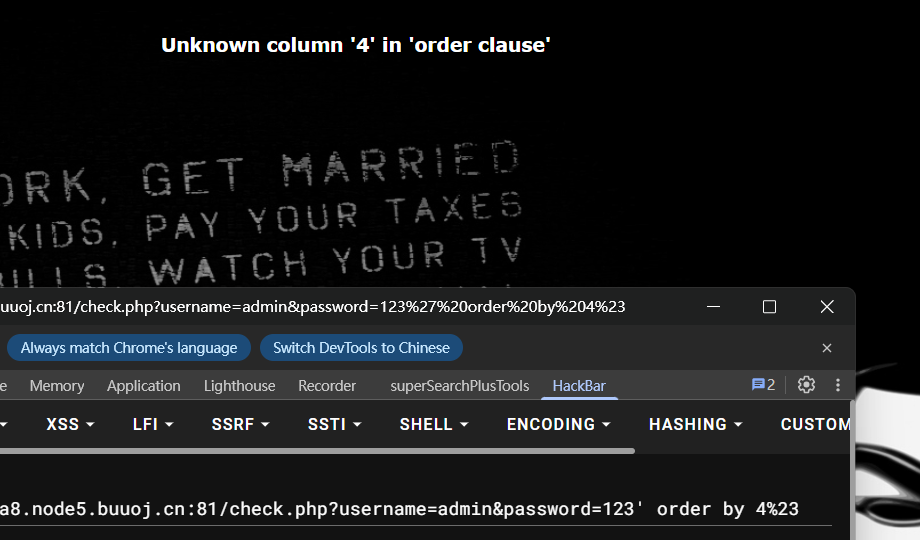 Unknown column '4' in 'order clause'
ORK, GET MARRIED
KIDS, PAY YOUR TAXES
BILLS, WATCH YOUR TV
buuoj.cn:81/check.php?username=admin&password=123%27%20order%20by%204%23
Always match Chrome's language
Switch DevTools to Chinese
e Memory Application Lighthouse Recorder superSearchPlusTools HackBar 2
XSS LFI SSRF SSTI SHELL ENCODING HASHING CUSTOM
a8.node5.buuoj.cn:81/check.php?username=admin&password=123' order by 4%23